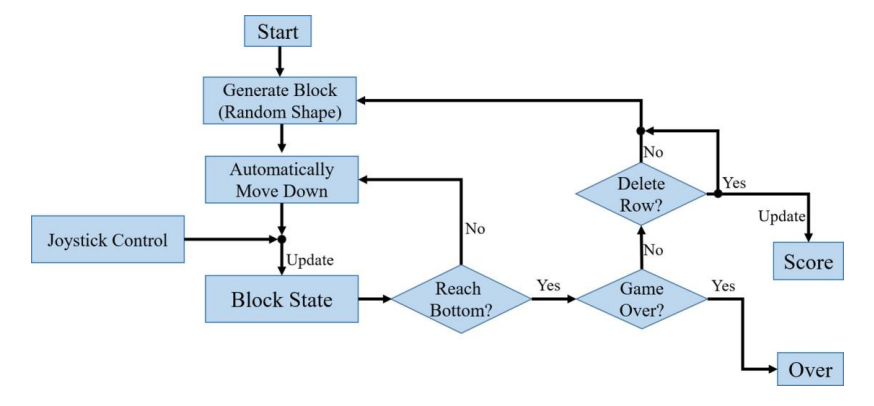 Start
Generate Block
(Random Shape)
Automatically
Move Down
Joystick Control
Update
Block State
Reach
Bottom?
No
Yes
Game
Over?
No
Yes
Delete
Row?
No
Yes
Update
Score
Over